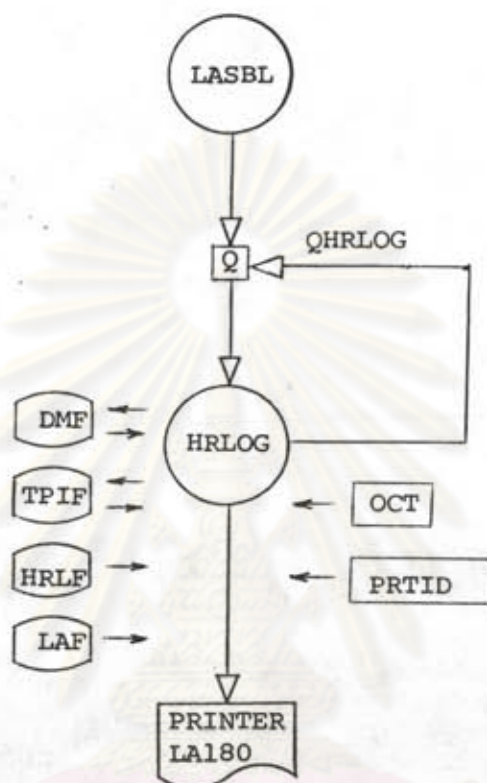 LASBL
QHRLOG
Q
DMF
HRLOG
TPIF
OCT
HRLF
PRTID
LAF
PRINTER
LA180